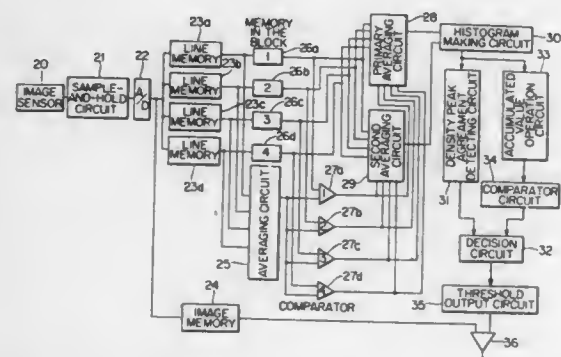 20
IMAGE
SENSOR
21
SAMPLE-
AND-HOLD
CIRCUIT
22
A/D
23a
LINE MEMORY
23b
LINE MEMORY
23c
LINE MEMORY
LINE MEMORY
23d
MEMORY IN
THE BLOCK
26a
1
26b
2
26c
3
26d
4
25
AVERAGING CIRCUIT
27a
1
27b
2
27c
3
27d
4
COMPARATOR
24
IMAGE
MEMORY
28
PRIMARY
AVERAGING
CIRCUIT
SECOND
AVERAGING
CIRCUIT
29
HISTOGRAM
MAKING CIRCUIT
30
DENSITY PEAK
DETECTING CIRCUIT
31
33
ACCUMULATED
VALUE
OPERATION
CIRCUIT
34
COMPARATOR
CIRCUIT
DECISION
CIRCUIT
32
THRESHOLD
OUTPUT CIRCUIT
35
36